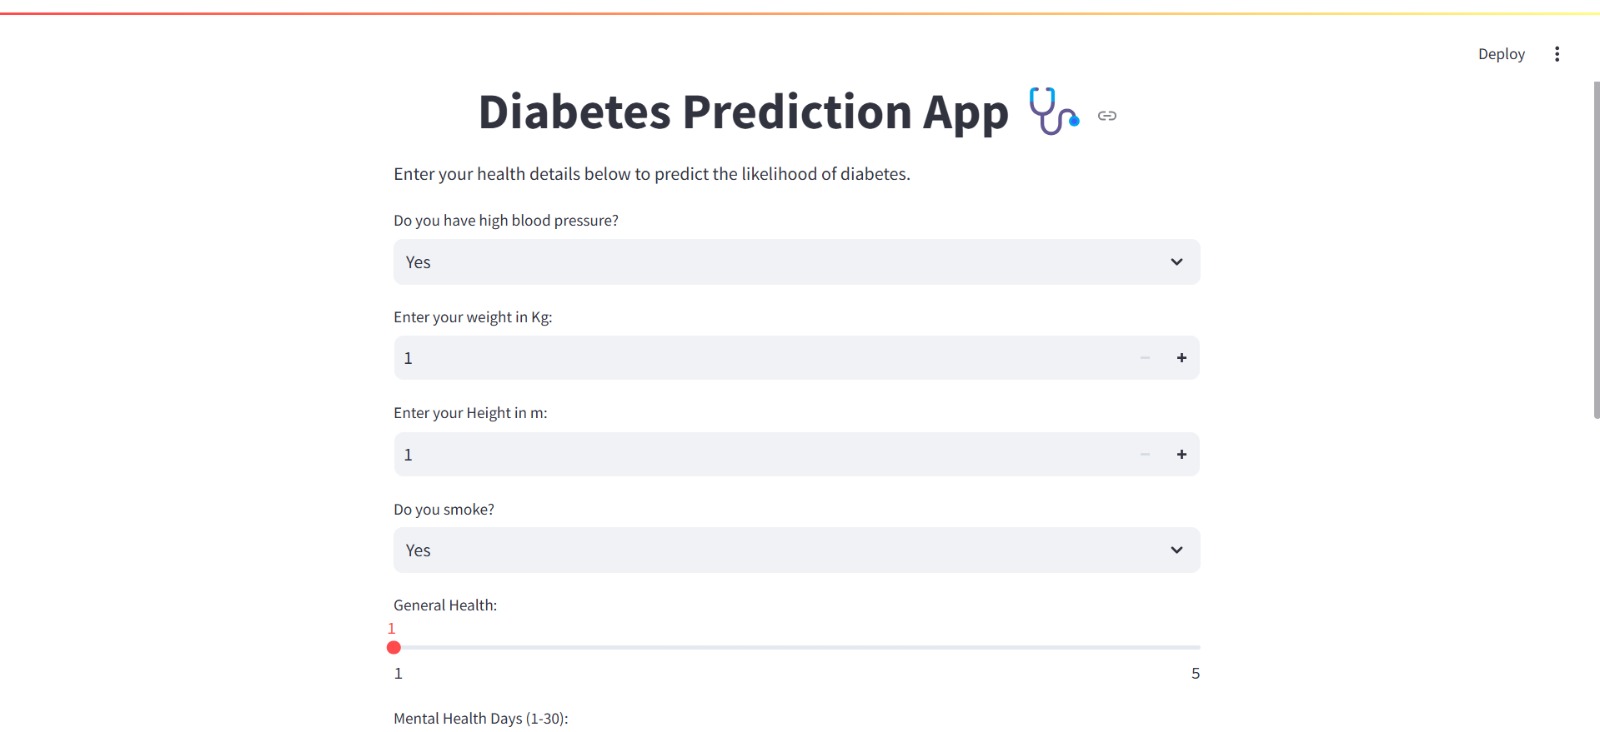 Deploy
Diabetes Prediction App
Enter your health details below to predict the likelihood of diabetes.
Do you have high blood pressure?
Yes
Enter your weight in Kg:
1
Enter your Height in m:
1
Do you smoke?
Yes
General Health:
1
1 5
Mental Health Days (1-30):